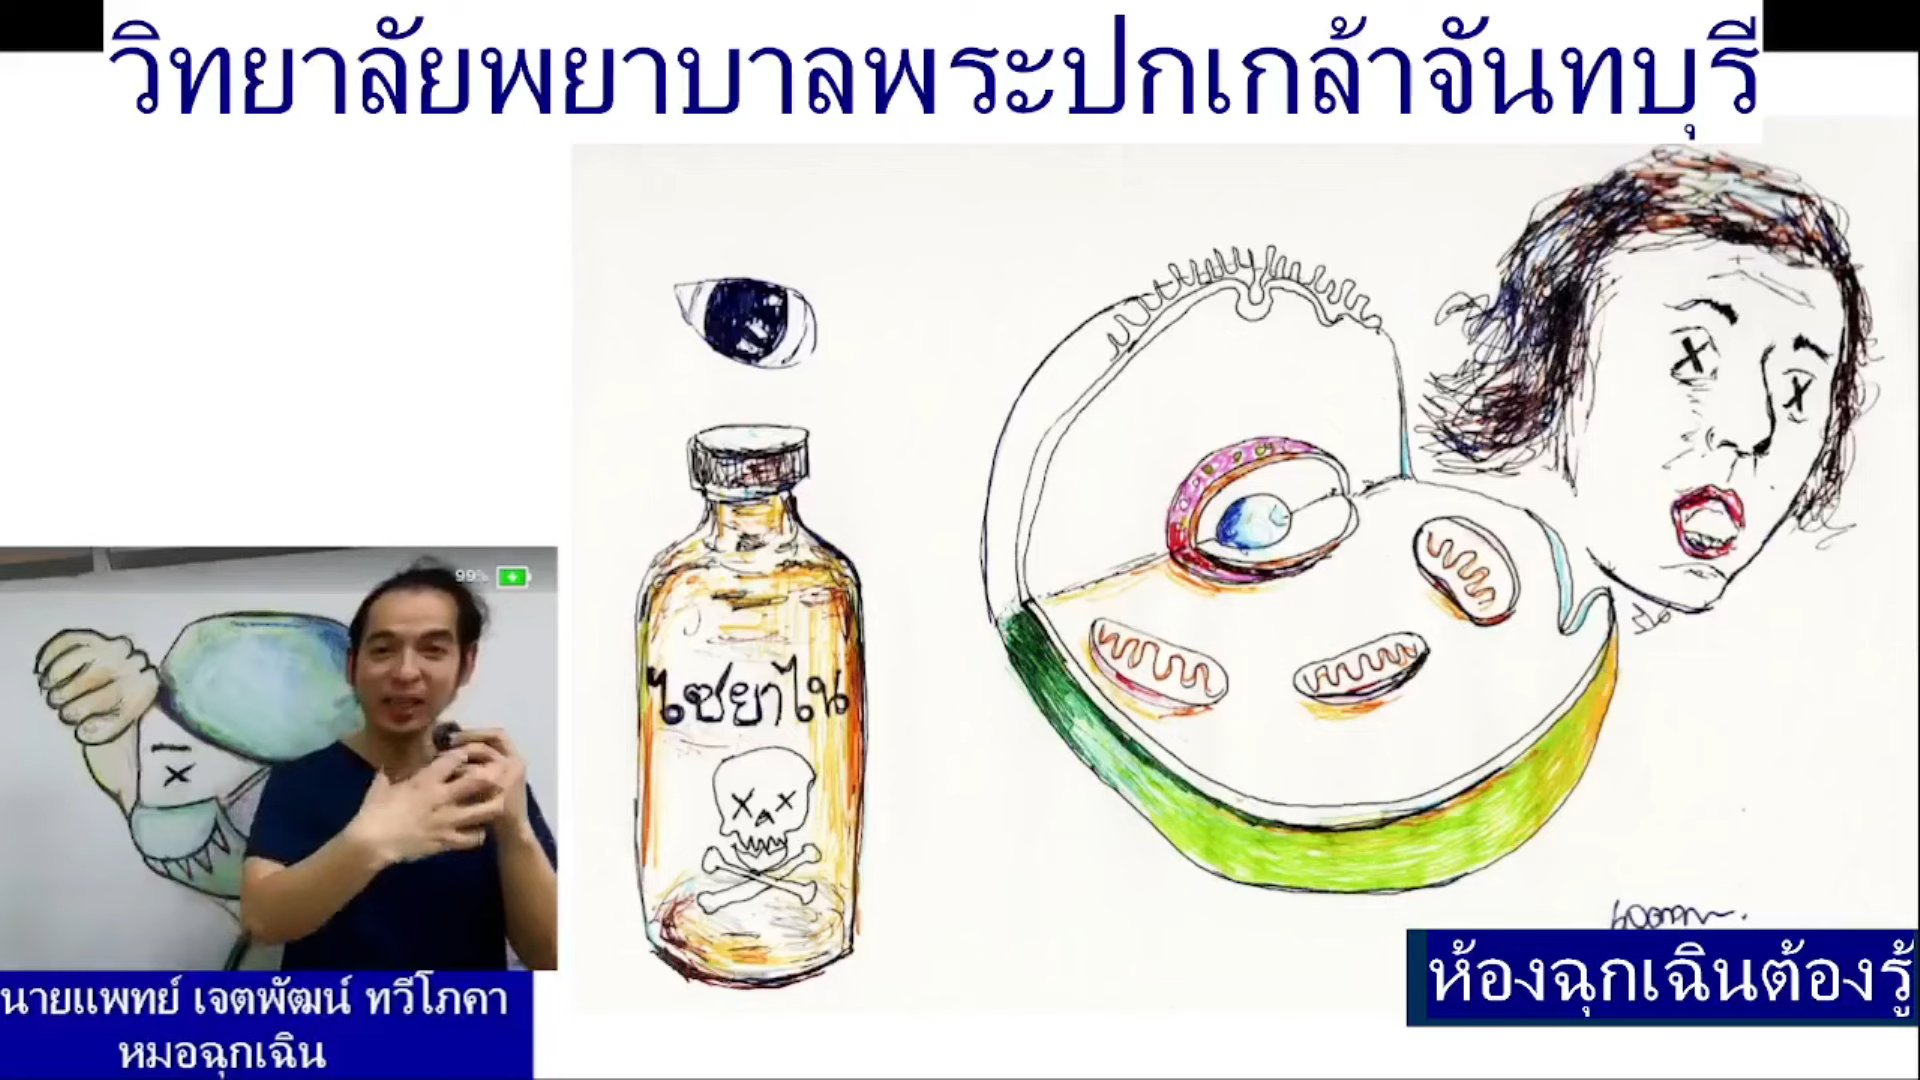 วิทยาลัยพยาบาลพระปกเกล้าจันทบุรี
99%
ไซยาไน
นายแพทย์ เจตพัฒน์ ทวีโภคา
หมอฉุกเฉิน
ห้องฉุกเฉินต้องรู้